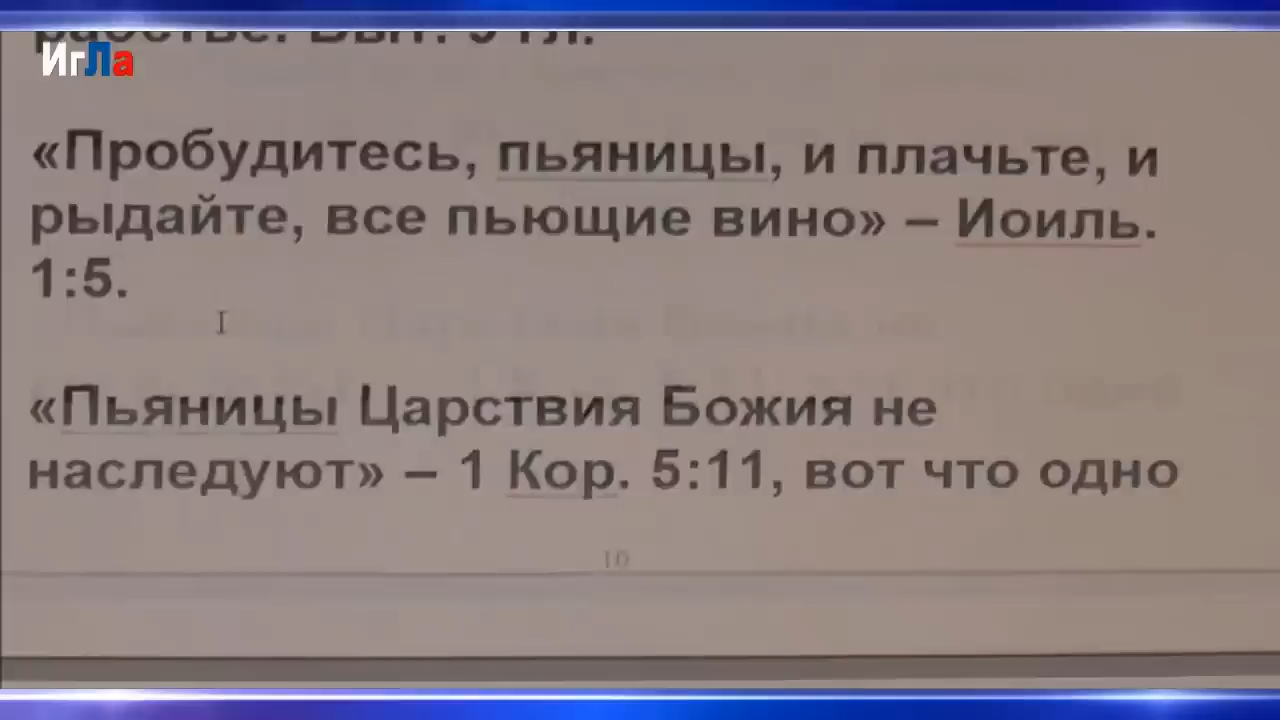 ИгЛа
«Пробудитесь, пьяницы, и плачьте, и
рыдайте, все пьющие вино» – Иоиль.
1:5.
«Пьяницы Царствия Божия не
наследуют» – 1 Кор. 5:11, вот что одно
10